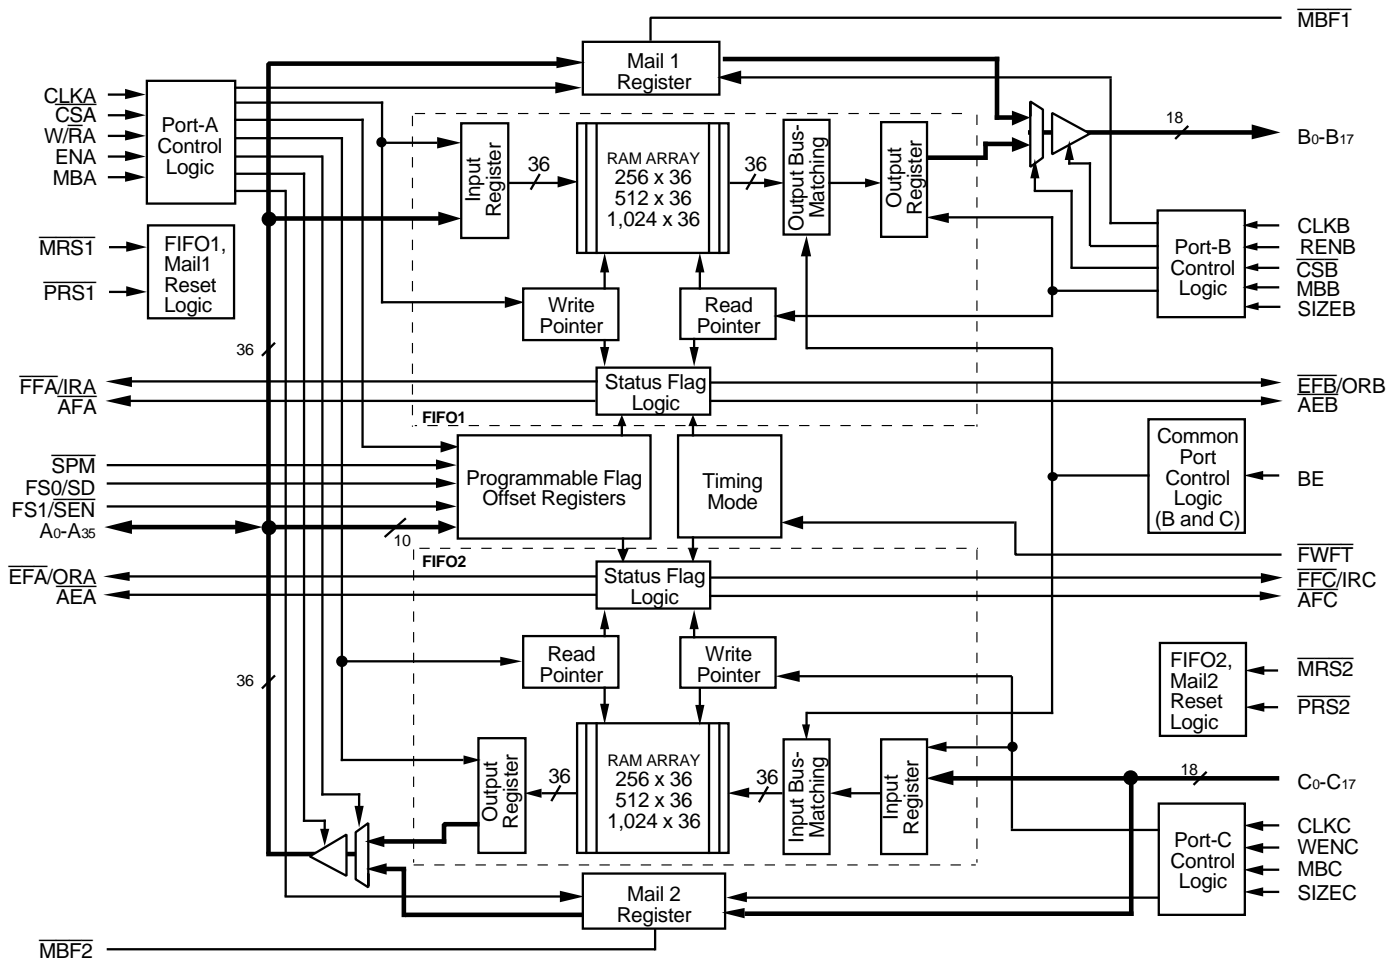 MBF1
Mail 1
Register
CLKA
CSA
W/RA
ENA
MBA
Port-A
Control
Logic
18
B0-B17
36
36
Input
Register
RAM ARRAY
256 x 36
512 x 36
1,024 x 36
Output Bus-
Matching
Output
Register
MRS1
PRS1
FIFO1,
Mail1
Reset
Logic
Port-B
Control
Logic
CLKB
RENB
CSB
MBB
SIZEB
Write
Pointer
Read
Pointer
36
FFA/IRA
AFA
Status Flag
Logic
EFB/ORB
AEB
FIFO1
SPM
FS0/SD
FS1/SEN
A0-A35
Programmable Flag
Offset Registers
10
Timing
Mode
Common
Port
Control
Logic
(B and C)
BE
FWFT
FIFO2
EFA/ORA
AEA
Status Flag
Logic
FFC/IRC
AFC
36
Read
Pointer
Write
Pointer
FIFO2,
Mail2
Reset
Logic
MRS2
PRS2
Output
Register
36
RAM ARRAY
256 x 36
512 x 36
1,024 x 36
36
Input Bus-
Matching
Input
Register
18
C0-C17
Port-C
Control
Logic
CLKC
WENC
MBC
SIZEC
Mail 2
Register
MBF2